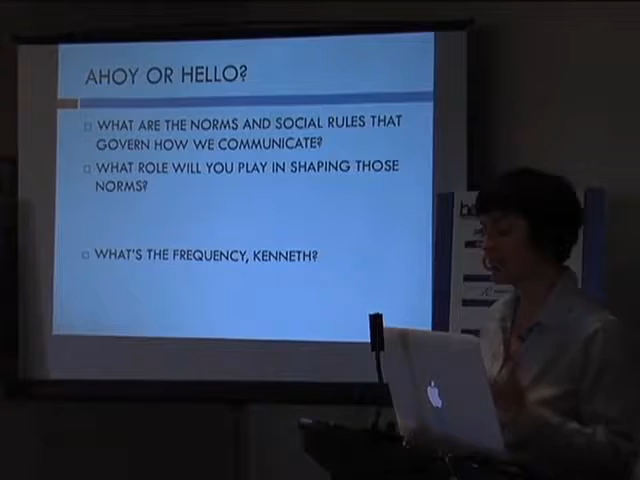 AHOY OR HELLO?
WHAT ARE THE NORMS AND SOCIAL RULES THAT
GOVERN HOW WE COMMUNICATE?
WHAT ROLE WILL YOU PLAY IN SHAPING THOSE
NORMS?
WHAT'S THE FREQUENCY, KENNETH?